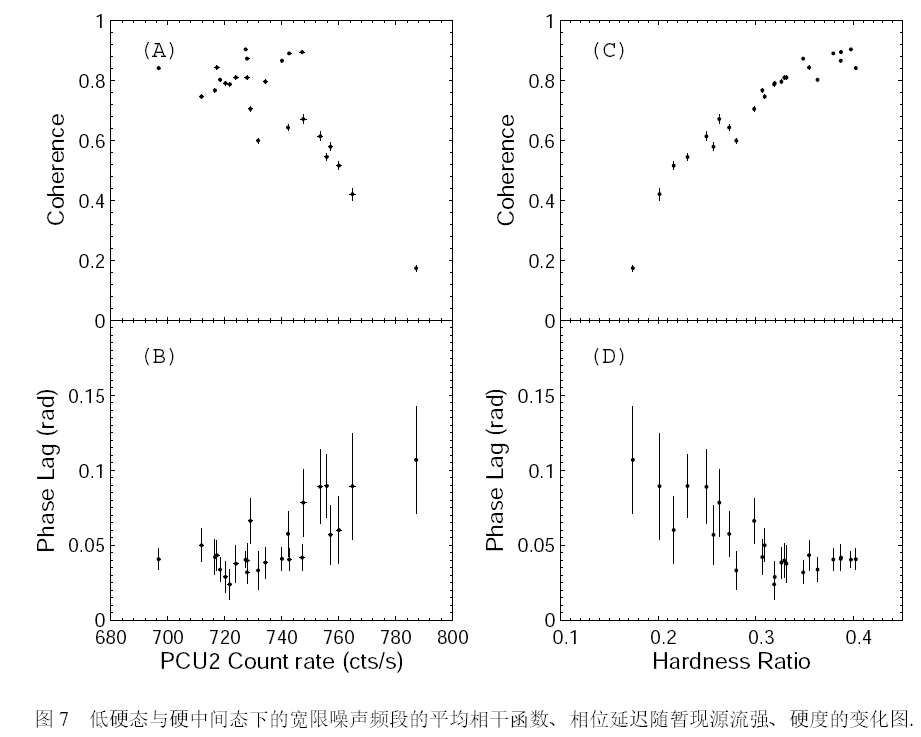 1
0.8
0.6
0.4
0.2
0
Coherence
(A)
1
0.8
0.6
0.4
0.2
0
Coherence
(C)
0.15
0.1
0.05
0
Phase Lag (rad)
(B)
680 700 720 740 760 780 800
PCU2 Count rate (cts/s)
0.15
0.1
0.05
0
Phase Lag (rad)
(D)
0.1 0.2 0.3 0.4
Hardness Ratio
图 7 低硬态与硬中间态下的宽限噪声频段的平均相干函数、相位延迟随暂现源流强、硬度的变化图.